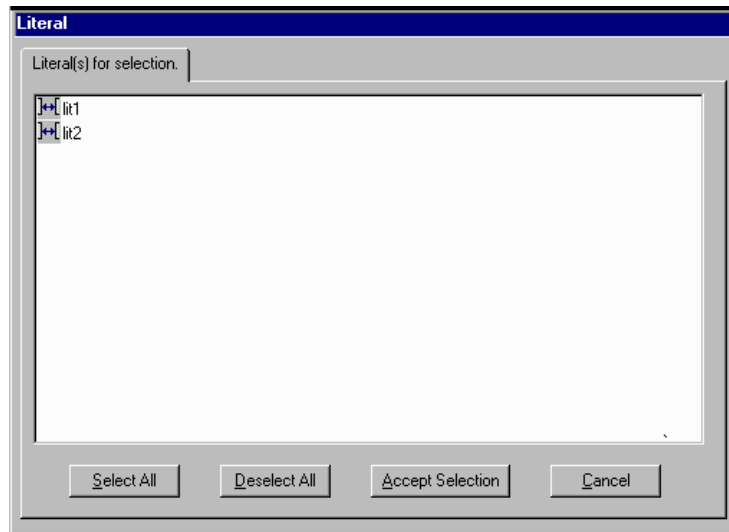 Literal
Literal(s) for selection.
lit1
lit2
Select All Deselect All Accept Selection Cancel